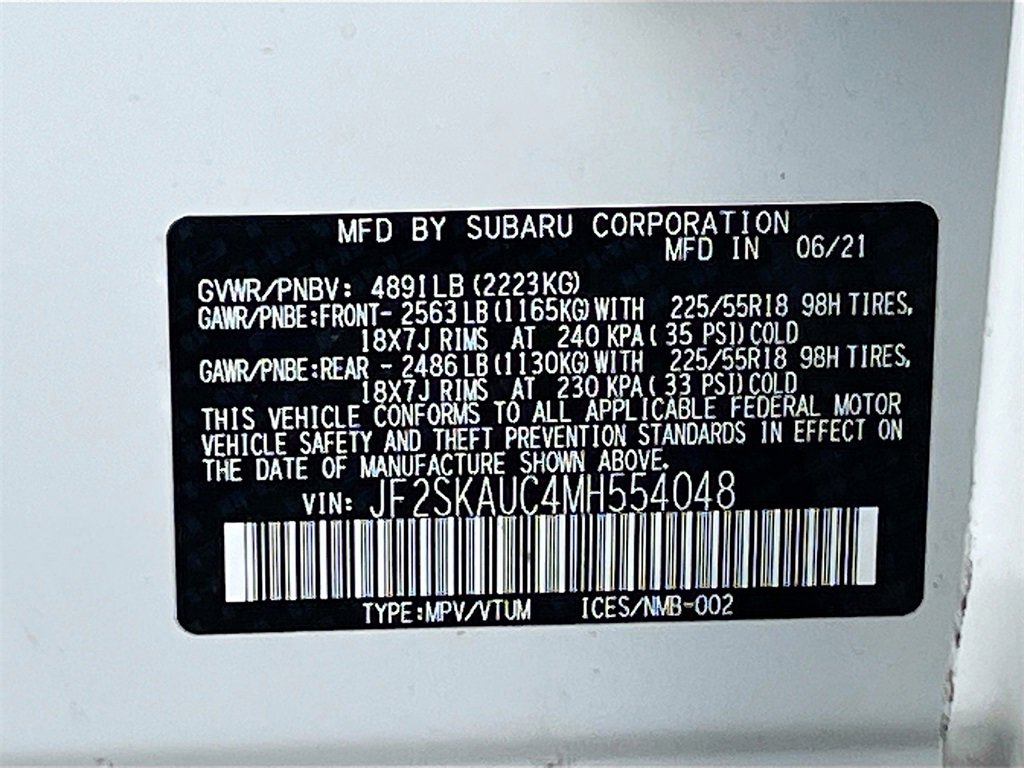 MFD BY SUBARU CORPORATION
MFD IN 06/21
GVWR/PNBV: 4891LB (2223KG)
GAWR/PNBE:FRONT- 2563LB (1165KG) WITH 225/55R18 98H TIRES,
18X7J RIMS AT 240 KPA ( 35 PSI) COLD
GAWR/PNBE:REAR - 2486LB (1130KG) WITH 225/55R18 98H TIRES,
18X7J RIMS AT 230 KPA ( 33 PSI) COLD
THIS VEHICLE CONFORMS TO ALL APPLICABLE FEDERAL MOTOR
VEHICLE SAFETY AND THEFT PREVENTION STANDARDS IN EFFECT ON
THE DATE OF MANUFACTURE SHOWN ABOVE.
VIN: JF2SKAUC4MH554048
TYPE:MPV/VTUM ICES/NMB-002